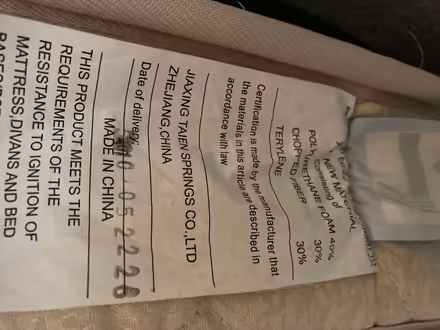 NEW MATERIAL
Consisting of
POLYURETHANE FOAM 40%
CHOPPED FIBER 30%
TERYLENE 30%
Certification is made by the manufacturer that
the materials in this article are described in
accordance with law
JIAXING TAIEN SPRINGS CO.,LTD
ZHEJIANG,CHINA
Date of delivery:
MADE IN CHINA
THIS PRODUCT MEETS THE
REQUIREMENTS OF THE
RESISTANCE TO IGNITION OF
MATTRESS DIVANS AND BED